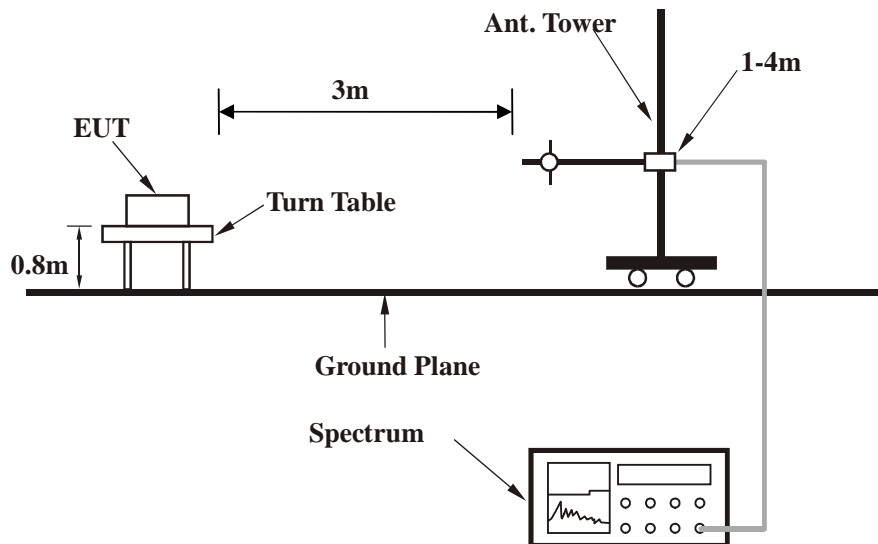 Ant. Tower
1-4m
3m
EUT
Turn Table
0.8m
Ground Plane
Spectrum